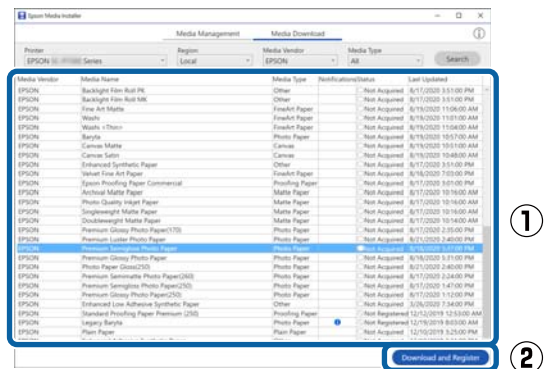 Epson Media Installer
Media Management Media Download
Printer Region Media Vendor Media Type
EPSON Series Local EPSON All Search
Media Vendor Media Name Media Type Notifications Status Last Updated
EPSON Backlight Film Roll PK Other Not Acquired 8/17/2020 3:51:00 PM
EPSON Backlight Film Roll MK Other Not Acquired 8/17/2020 3:51:00 PM
EPSON Fine Art Matte FineArt Paper Not Acquired 8/19/2020 11:06:00 AM
EPSON Washi FineArt Paper Not Acquired 8/19/2020 11:01:00 AM
EPSON Washi <Thin> FineArt Paper Not Acquired 8/19/2020 11:04:00 AM
EPSON Baryta Photo Paper Not Acquired 8/19/2020 10:57:00 AM
EPSON Canvas Matte Canvas Not Acquired 8/19/2020 10:51:00 AM
EPSON Canvas Satin Canvas Not Acquired 8/19/2020 10:48:00 AM
EPSON Enhanced Synthetic Paper Other Not Acquired 8/17/2020 3:51:00 PM
EPSON Velvet Fine Art Paper FineArt Paper Not Acquired 8/18/2020 7:03:00 PM
EPSON Epson Proofing Paper Commercial Proofing Paper Not Acquired 8/17/2020 3:01:00 PM
EPSON Archival Matte Paper Matte Paper Not Acquired 8/17/2020 10:16:00 AM
EPSON Photo Quality Inkjet Paper Matte Paper Not Acquired 8/17/2020 10:16:00 AM
EPSON Singleweight Matte Paper Matte Paper Not Acquired 8/17/2020 10:16:00 AM
EPSON Doubleweight Matte Paper Matte Paper Not Acquired 8/17/2020 10:14:00 AM
EPSON Premium Glossy Photo Paper(170) Photo Paper Not Acquired 8/17/2020 2:35:00 PM
EPSON Premium Luster Photo Paper Photo Paper Not Acquired 8/21/2020 2:40:00 PM
EPSON Premium Semigloss Photo Paper Photo Paper Not Acquired 8/18/2020 5:37:00 PM
EPSON Premium Glossy Photo Paper Photo Paper Not Acquired 8/18/2020 5:31:00 PM
EPSON Photo Paper Gloss(250) Photo Paper Not Acquired 8/21/2020 2:40:00 PM
EPSON Premium Semimatte Photo Paper(260) Photo Paper Not Acquired 8/17/2020 2:24:00 PM
EPSON Premium Semigloss Photo Paper(250) Photo Paper Not Acquired 8/17/2020 1:47:00 PM
EPSON Premium Glossy Photo Paper(250) Photo Paper Not Acquired 8/17/2020 1:12:00 PM
EPSON Enhanced Low Adhesive Synthetic Paper Other Not Acquired 3/26/2020 7:34:00 PM
EPSON Standard Proofing Paper Premium (250) Proofing Paper Not Registered 12/12/2019 12:53:00 AM
EPSON Legacy Baryta Photo Paper Not Registered 12/19/2019 8:03:00 AM
EPSON Plain Paper Plain Paper Not Acquired 12/10/2019 3:25:00 PM
①
Download and Register
②